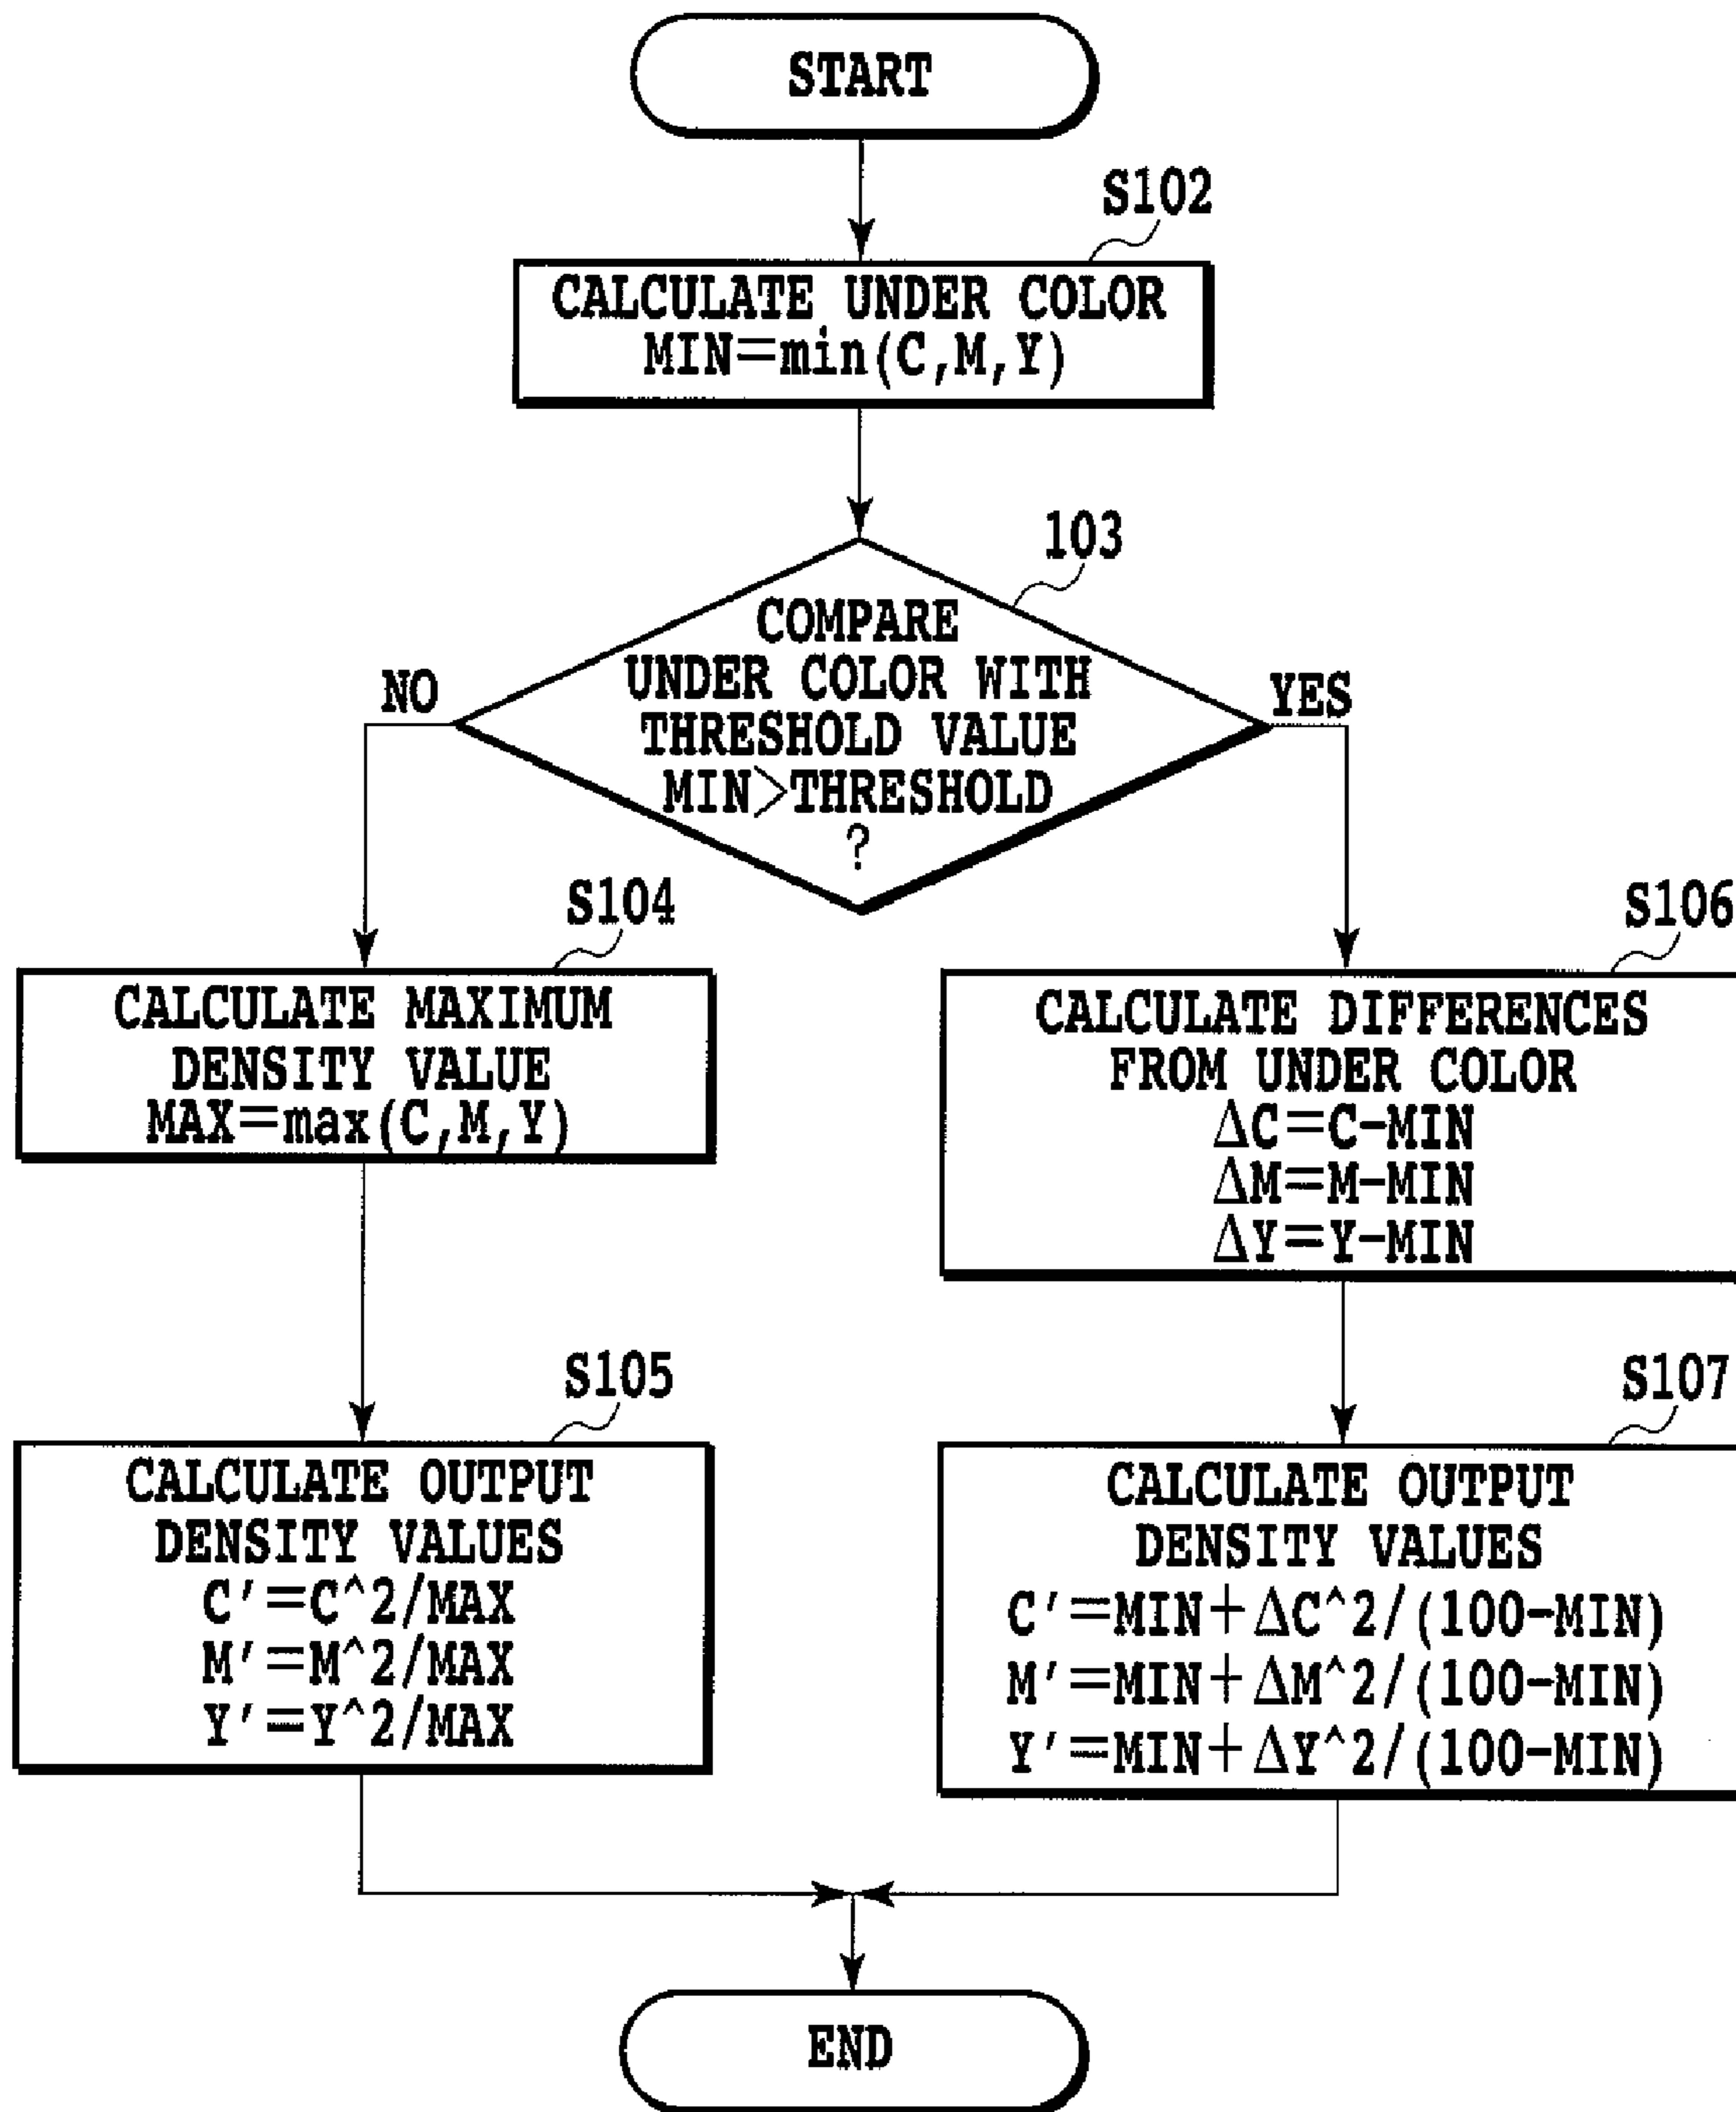 START
S102
CALCULATE UNDER COLOR
MIN=min(C,M,Y)
103
COMPARE
UNDER COLOR WITH
THRESHOLD VALUE
MIN>THRESHOLD
?
NO
YES
S104
CALCULATE MAXIMUM
DENSITY VALUE
MAX=max(C,M,Y)
S106
CALCULATE DIFFERENCES
FROM UNDER COLOR
ΔC=C-MIN
ΔM=M-MIN
ΔY=Y-MIN
S105
CALCULATE OUTPUT
DENSITY VALUES
C'=C^2/MAX
M'=M^2/MAX
Y'=Y^2/MAX
S107
CALCULATE OUTPUT
DENSITY VALUES
C'=MIN+ΔC^2/(100-MIN)
M'=MIN+ΔM^2/(100-MIN)
Y'=MIN+ΔY^2/(100-MIN)
END